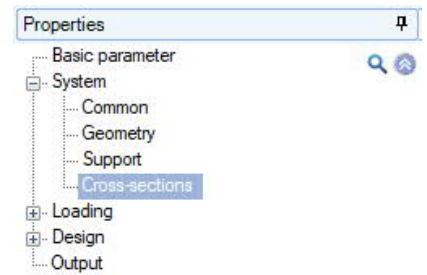 Properties
Basic parameter
System
Common
Geometry
Support
Cross-sections
Loading
Design
Output